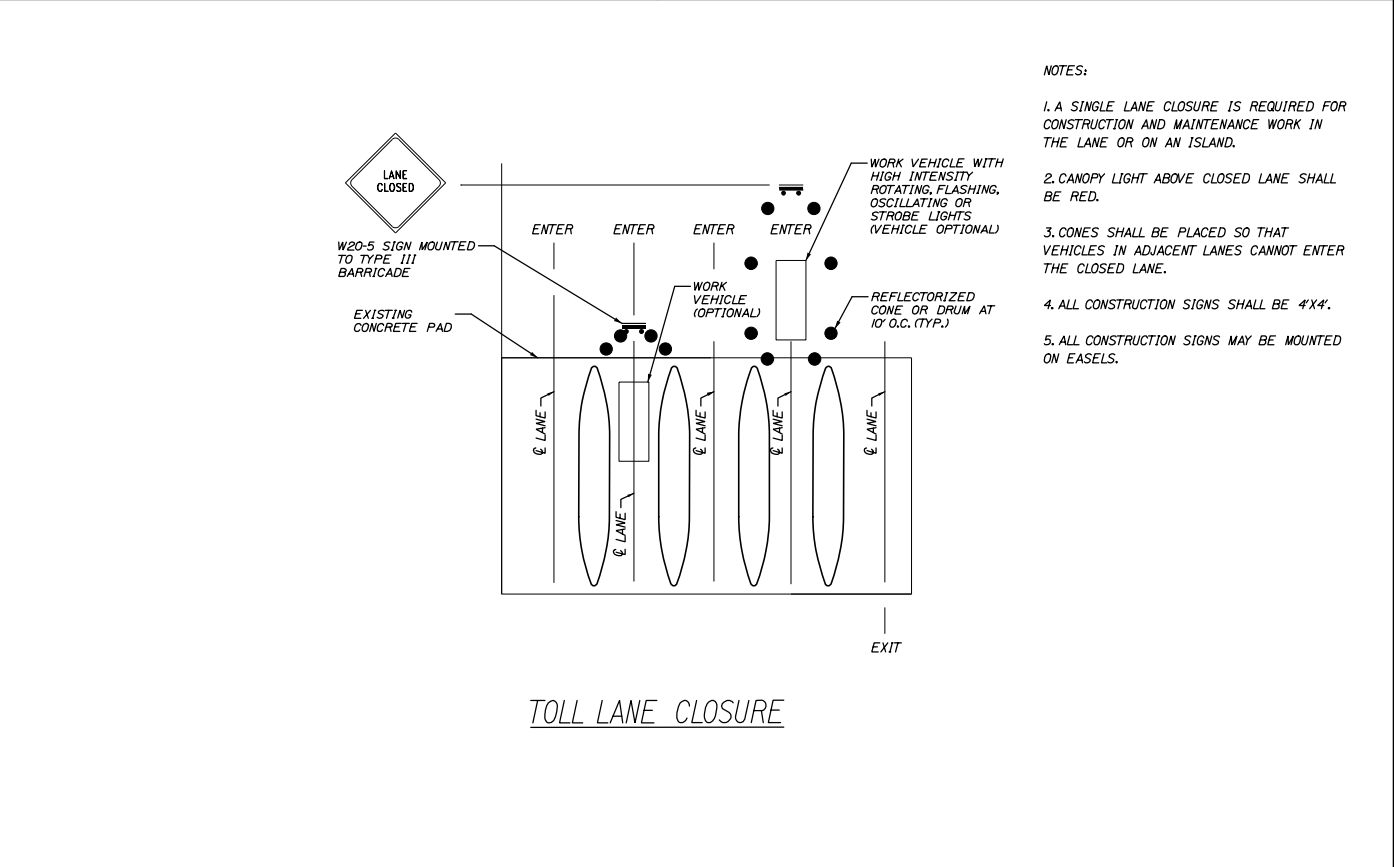 NOTES:
1. A SINGLE LANE CLOSURE IS REQUIRED FOR
CONSTRUCTION AND MAINTENANCE WORK IN
THE LANE OR ON AN ISLAND.
2. CANOPY LIGHT ABOVE CLOSED LANE SHALL
BE RED.
3. CONES SHALL BE PLACED SO THAT
VEHICLES IN ADJACENT LANES CANNOT ENTER
THE CLOSED LANE.
4. ALL CONSTRUCTION SIGNS SHALL BE 4'X4'.
5. ALL CONSTRUCTION SIGNS MAY BE MOUNTED
ON EASELS.
LANE
CLOSED
WORK VEHICLE WITH
HIGH INTENSITY
ROTATING, FLASHING,
OSCILLATING OR
STROBE LIGHTS
(VEHICLE OPTIONAL)
ENTER
ENTER
ENTER
ENTER
W20-5 SIGN MOUNTED
TO TYPE III
BARRICADE
WORK
VEHICLE
(OPTIONAL)
REFLECTORIZED
CONE OR DRUM AT
10' O.C. (TYP.)
EXISTING
CONCRETE PAD
℄ LANE
℄ LANE
℄ LANE
℄ LANE
℄ LANE
EXIT
TOLL LANE CLOSURE